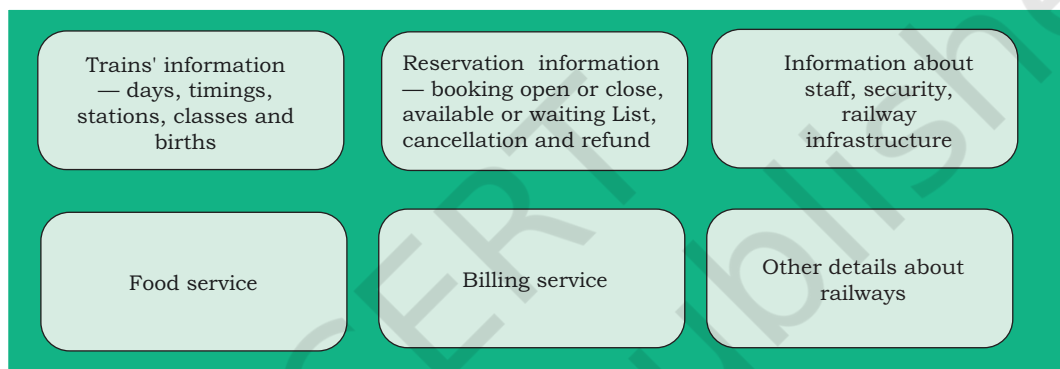 Trains' information
— days, timings,
stations, classes and
births
Reservation information
— booking open or close,
available or waiting List,
cancellation and refund
Information about
staff, security,
railway
infrastructure
Food service
Billing service
Other details about
railways